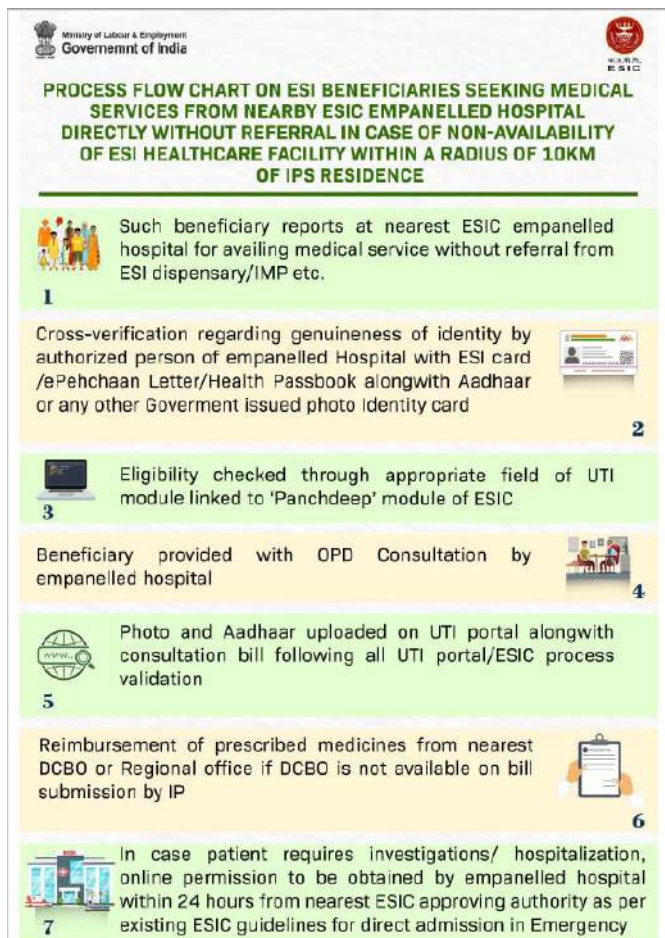 Ministry of Labour & Employment
Governemnt of India
क.रा.बी.नि.
ESIC
PROCESS FLOW CHART ON ESI BENEFICIARIES SEEKING MEDICAL
SERVICES FROM NEARBY ESIC EMPANELLED HOSPITAL
DIRECTLY WITHOUT REFERRAL IN CASE OF NON-AVAILABILITY
OF ESI HEALTHCARE FACILITY WITHIN A RADIUS OF 10KM
OF IPS RESIDENCE
Such beneficiary reports at nearest ESIC empanelled
hospital for availing medical service without referral from
ESI dispensary/IMP etc.
1
Cross-verification regarding genuineness of identity by
authorized person of empanelled Hospital with ESI card
/ePehchaan Letter/Health Passbook alongwith Aadhaar
or any other Goverment issued photo Identity card
2
Eligibility checked through appropriate field of UTI
module linked to ‘Panchdeep’ module of ESIC
3
Beneficiary provided with OPD Consultation by
empanelled hospital
4
Photo and Aadhaar uploaded on UTI portal alongwith
consultation bill following all UTI portal/ESIC process
validation
www.
5
Reimbursement of prescribed medicines from nearest
DCBO or Regional office if DCBO is not available on bill
submission by IP
6
In case patient requires investigations/ hospitalization,
online permission to be obtained by empanelled hospital
within 24 hours from nearest ESIC approving authority as per
existing ESIC guidelines for direct admission in Emergency
7